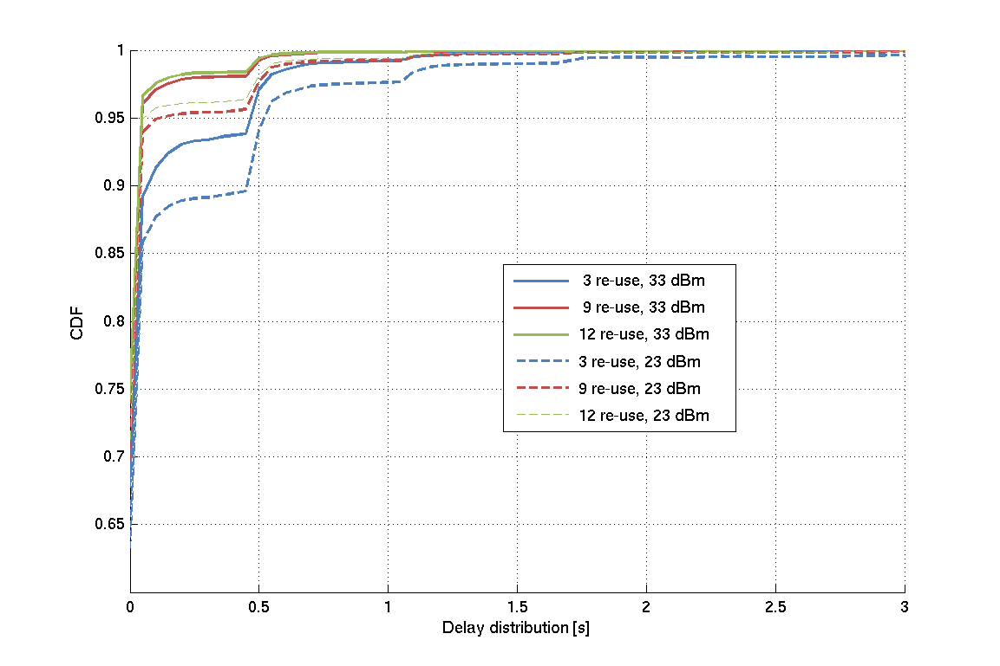 1
0.95
0.9
0.85
0.8
0.75
0.7
0.65
CDF
3 re-use, 33 dBm
9 re-use, 33 dBm
12 re-use, 33 dBm
3 re-use, 23 dBm
9 re-use, 23 dBm
12 re-use, 23 dBm
0 0.5 1 1.5 2 2.5 3
Delay distribution [s]